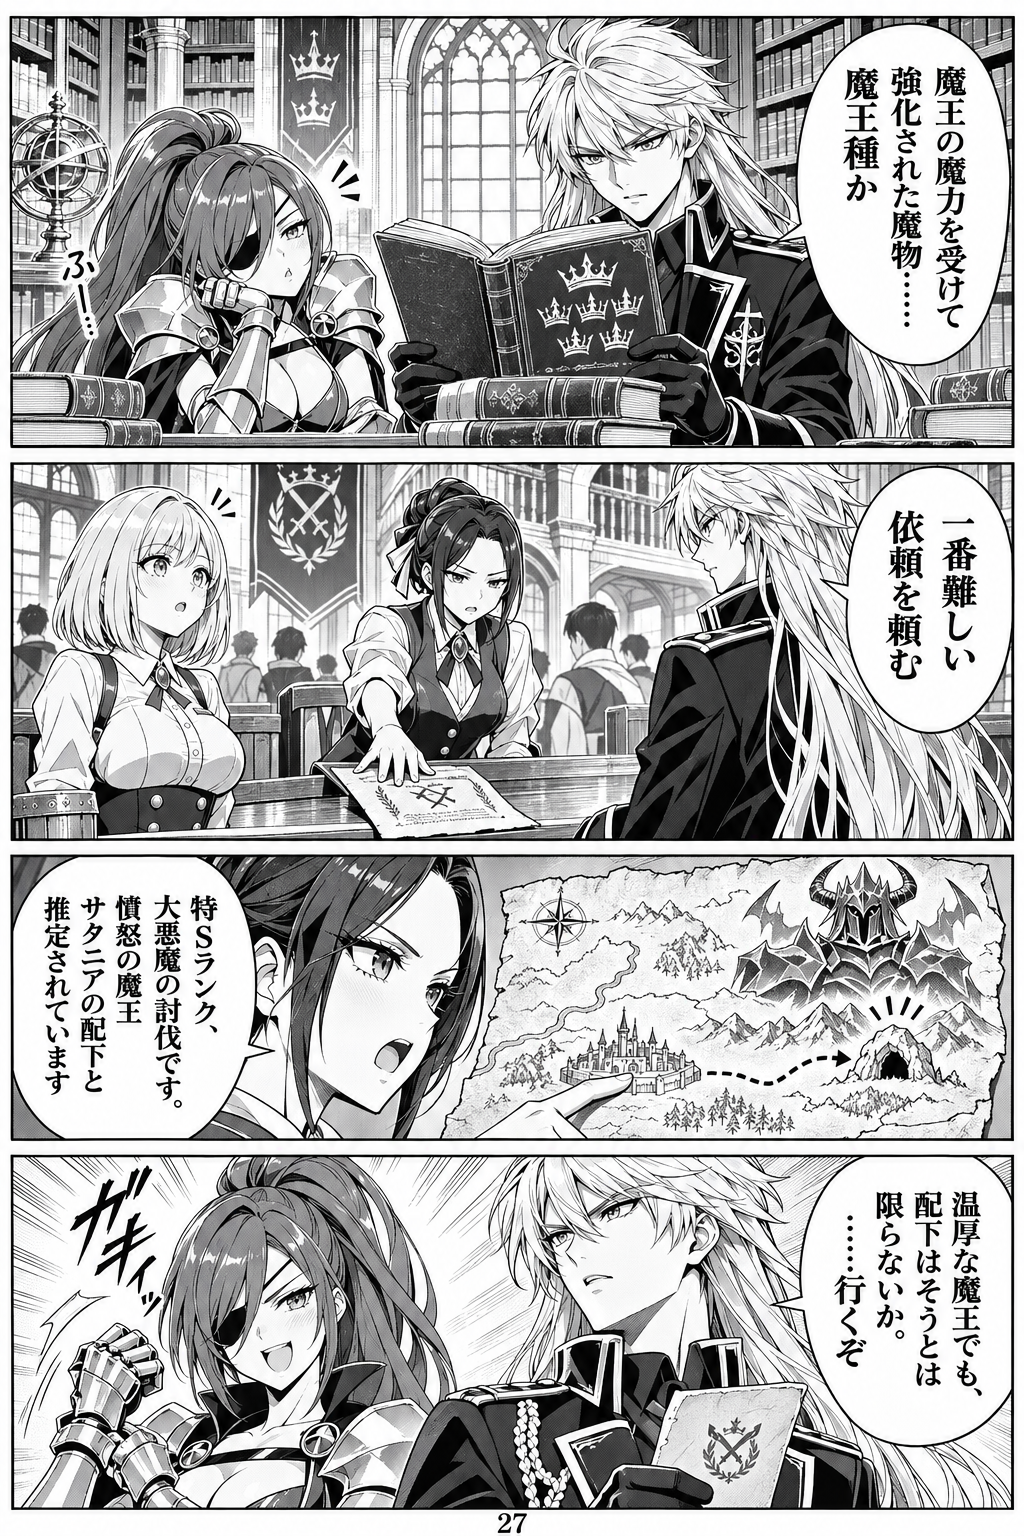 魔王の魔力を受けて
強化された魔物……
魔王種か
ふー…
一番難しい
依頼を頼む
特Sランク、
大悪魔の討伐です。
憤怒の魔王
サタニアの配下と
推定されています
温厚な魔王でも、
配下はそうとは
限らないか。
……行くぞ
ガキィッ
27